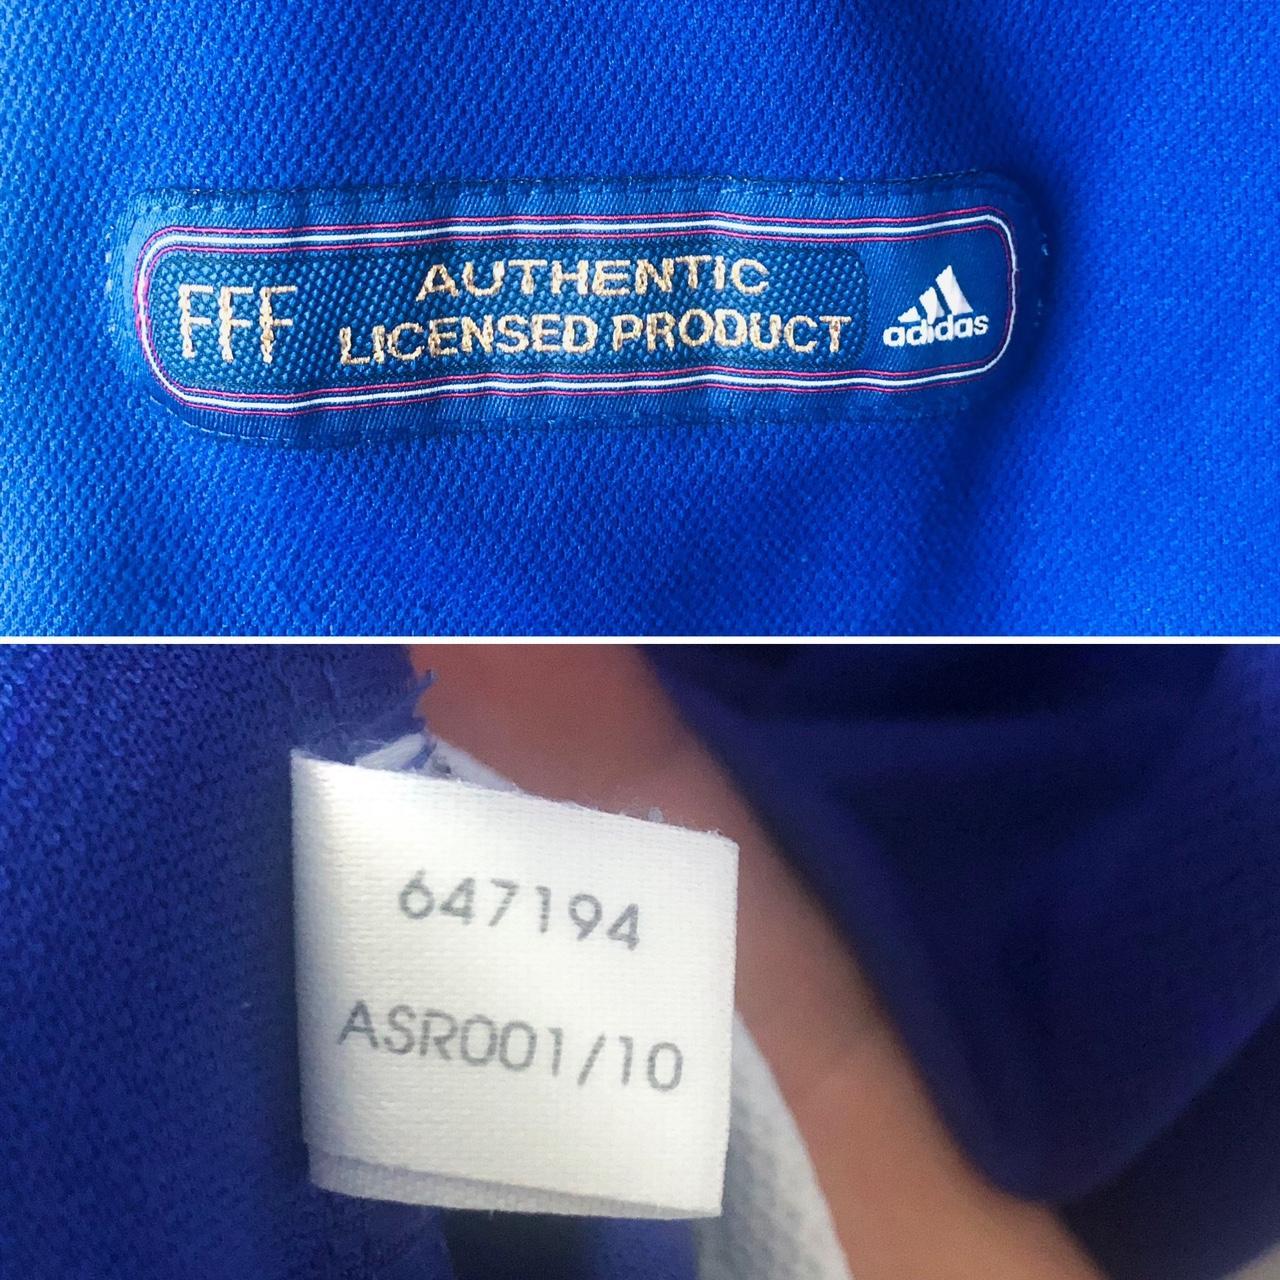 FFF
AUTHENTIC
LICENSED PRODUCT
adidas
647194
ASR001/10